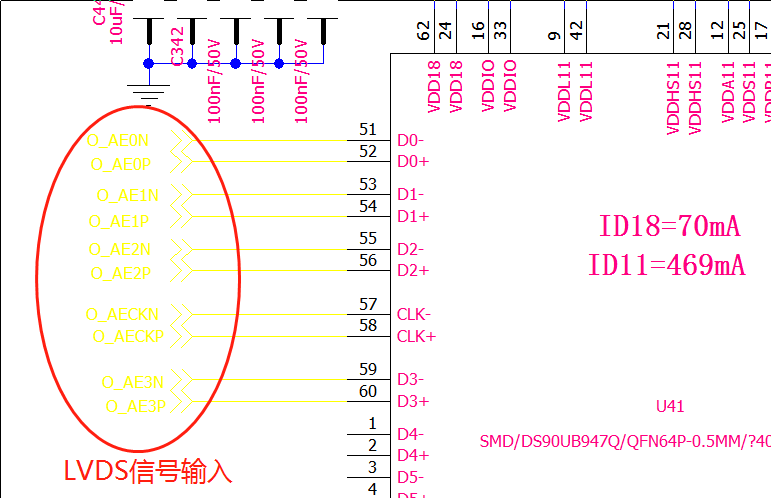 10uF/
C342
100nF/50V
100nF/50V
100nF/50V
62
24
16
33
9
42
21
28
12
25
17
VDD18
VDD18
VDDIO
VDDIO
VDDL11
VDDL11
VDDHS11
VDDHS11
VDDA11
VDDS11
O_AE0N 51 D0-
O_AE0P 52 D0+
O_AE1N 53 D1-
O_AE1P 54 D1+
O_AE2N 55 D2-
O_AE2P 56 D2+
O_AECKN 57 CLK-
O_AECKP 58 CLK+
O_AE3N 59 D3-
O_AE3P 60 D3+
1 D4-
2 D4+
3 D5-
4
ID18=70mA
ID11=469mA
U41
SMD/DS90UB947Q/QFN64P-0.5MM/?40
LVDS信号输入